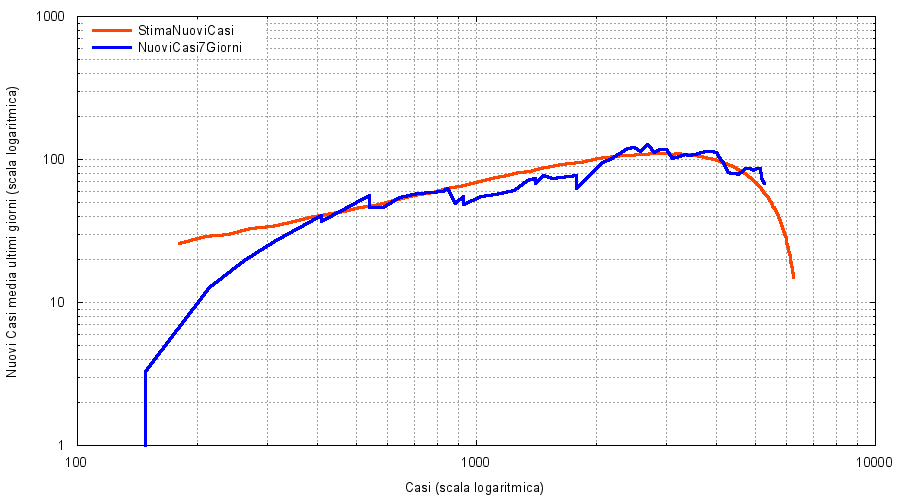 1000
StimaNuoviCasi
NuoviCasi7Giorni
100
10
1
100
1000
10000
Nuovi Casi media ultimi giorni (scala logaritmica)
Casi (scala logaritmica)